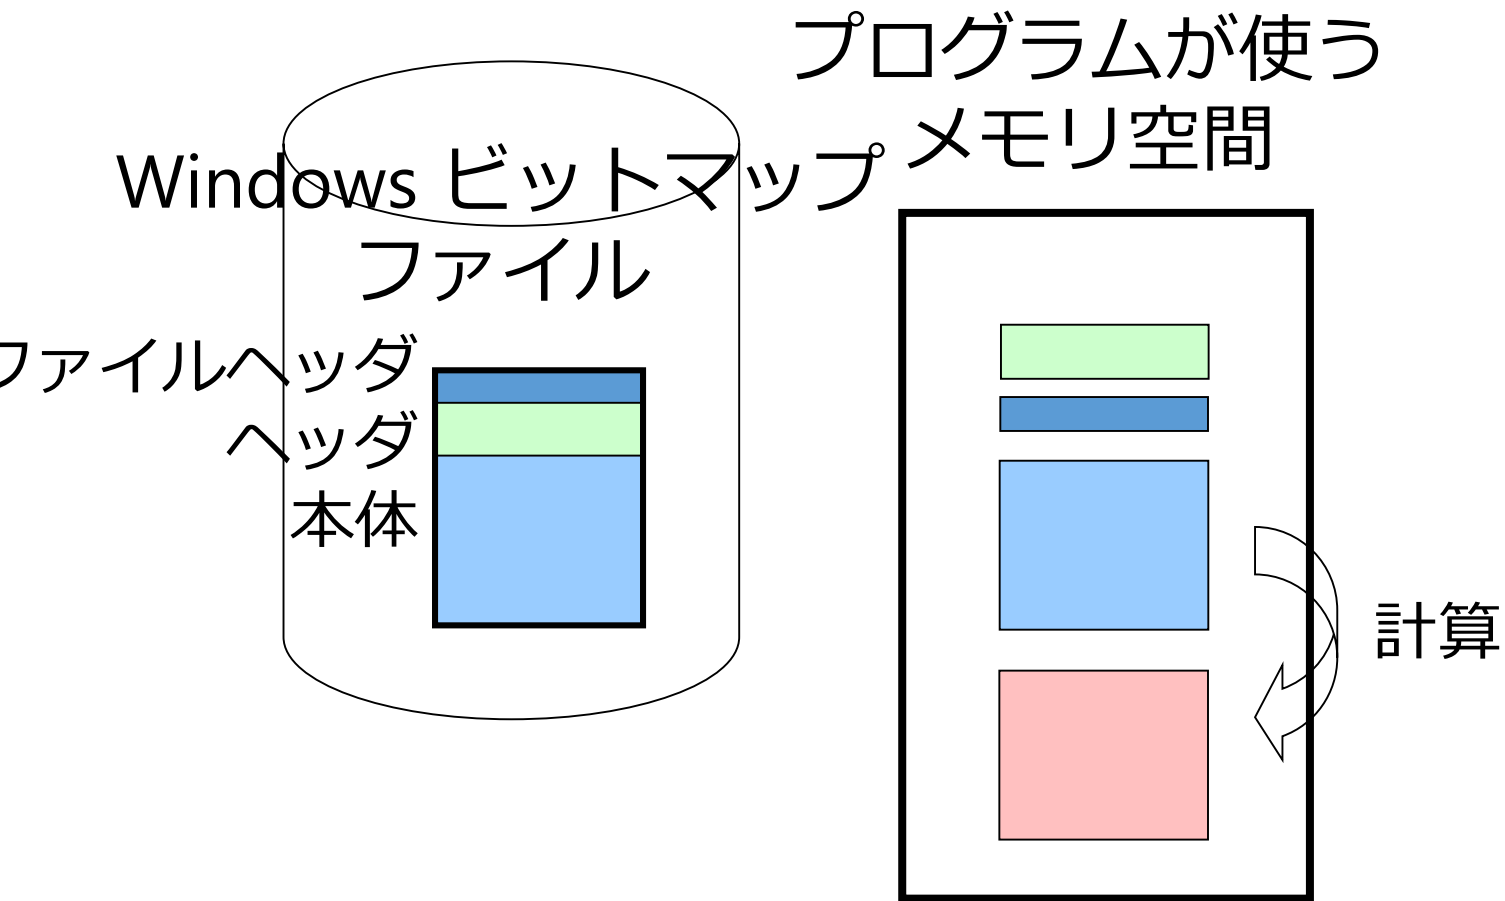 プログラムが使う
メモリ空間
Windows ビットマップ
ファイル
ファイルヘッダ
ヘッダ
本体
計算